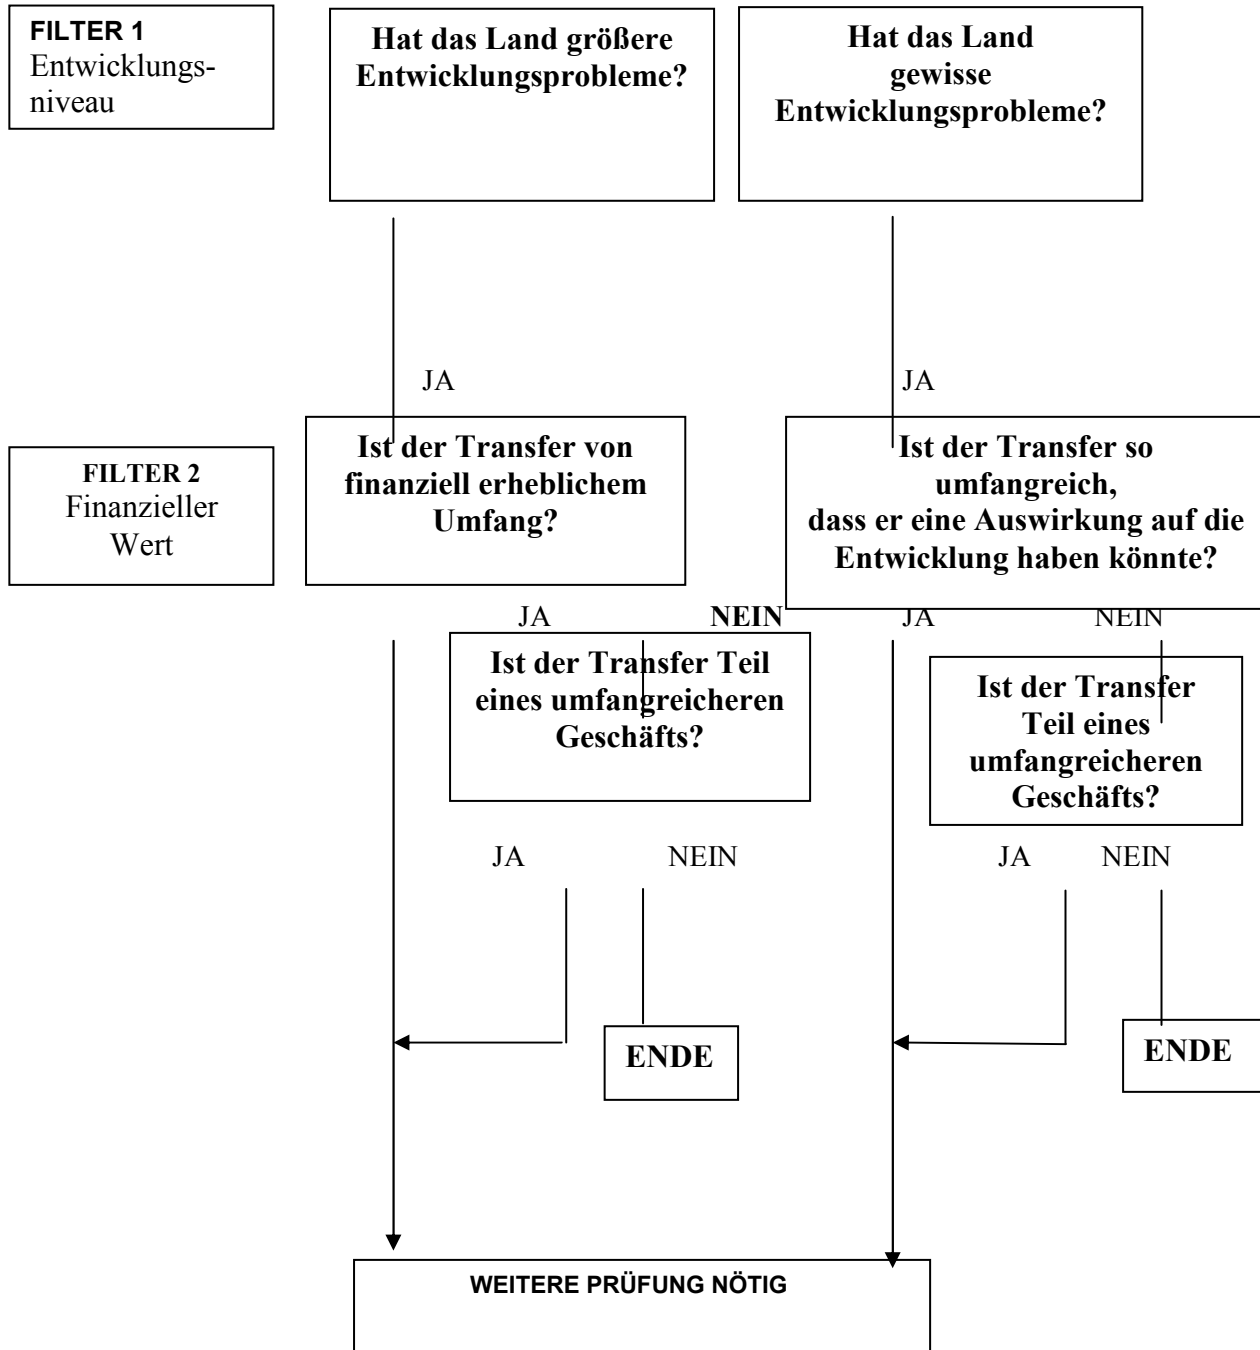 FILTER 1
Entwicklungs-
niveau
Hat das Land größere
Entwicklungsprobleme?
Hat das Land
gewisse
Entwicklungsprobleme?
JA
JA
FILTER 2
Finanzieller
Wert
Ist der Transfer von
finanziell erheblichem
Umfang?
Ist der Transfer so
umfangreich,
dass er eine Auswirkung auf die
Entwicklung haben könnte?
JA
NEIN
JA
NEIN
Ist der Transfer Teil
eines umfangreicheren
Geschäfts?
Ist der Transfer
Teil eines
umfangreicheren
Geschäfts?
JA
NEIN
JA
NEIN
ENDE
ENDE
WEITERE PRÜFUNG NÖTIG